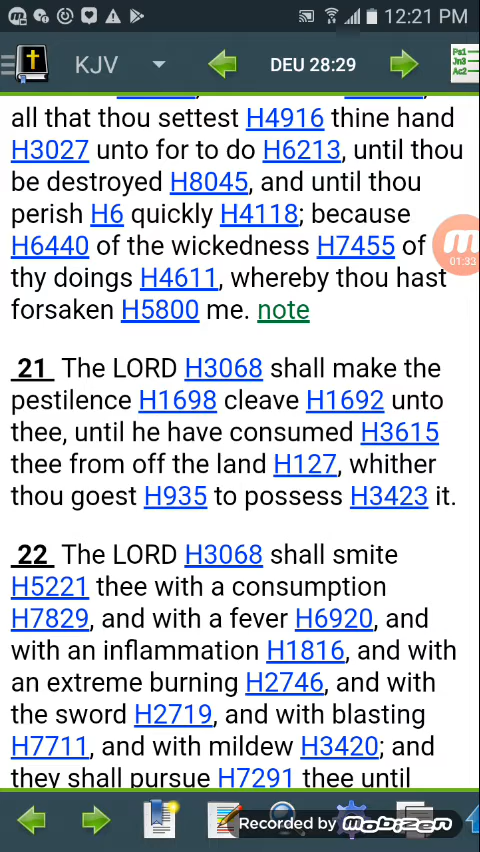 12:21 PM
KJV
DEU 28:29
Ps1
Jn3
Ac2
all that thou settest H4916 thine hand
H3027 unto for to do H6213, until thou
be destroyed H8045, and until thou
perish H6 quickly H4118; because
H6440 of the wickedness H7455 of
01:33
thy doings H4611, whereby thou hast
forsaken H5800 me. note
21 The LORD H3068 shall make the
pestilence H1698 cleave H1692 unto
thee, until he have consumed H3615
thee from off the land H127, whither
thou goest H935 to possess H3423 it.
22 The LORD H3068 shall smite
H5221 thee with a consumption
H7829, and with a fever H6920, and
with an inflammation H1816, and with
an extreme burning H2746, and with
the sword H2719, and with blasting
H7711, and with mildew H3420; and
they shall pursue H7291 thee until
Recorded by mobizen